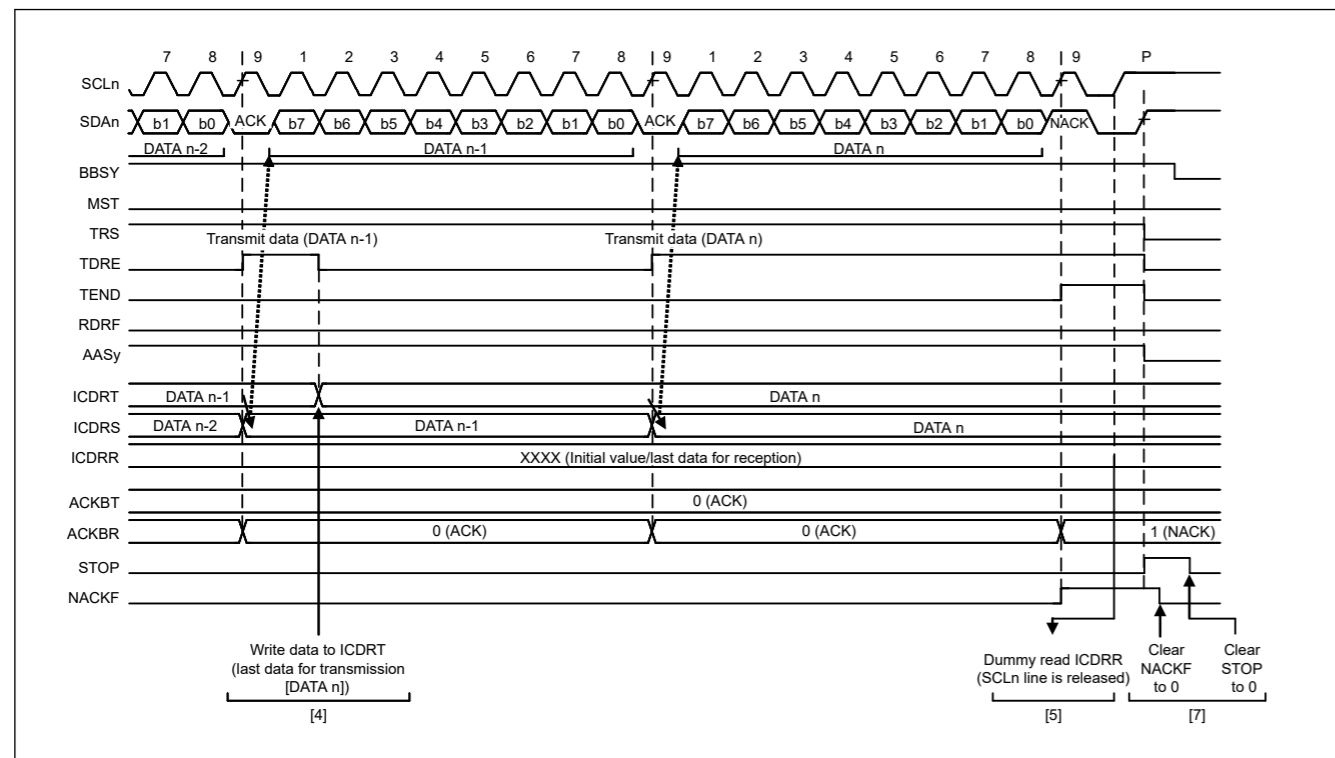 7 8 9 1 2 3 4 5 6 7 8 9 1 2 3 4 5 6 7 8 9 P
SCLn
SDAn b1 b0 ACK b7 b6 b5 b4 b3 b2 b1 b0 ACK b7 b6 b5 b4 b3 b2 b1 b0 NACK
DATA n-2 DATA n-1 DATA n
BBSY
MST
TRS
Transmit data (DATA n-1) Transmit data (DATA n)
TDRE
TEND
RDRF
AASy
ICDRT DATA n-1 DATA n
ICDRS DATA n-2 DATA n-1 DATA n
ICDRR XXXX (Initial value/last data for reception)
ACKBT 0 (ACK)
ACKBR 0 (ACK) 0 (ACK) 1 (NACK)
STOP
NACKF
Write data to ICDRT
(last data for transmission
[DATA n])
[4]
Dummy read ICDRR
(SCLn line is released)
[5]
Clear
NACKF
to 0
Clear
STOP
to 0
[7]